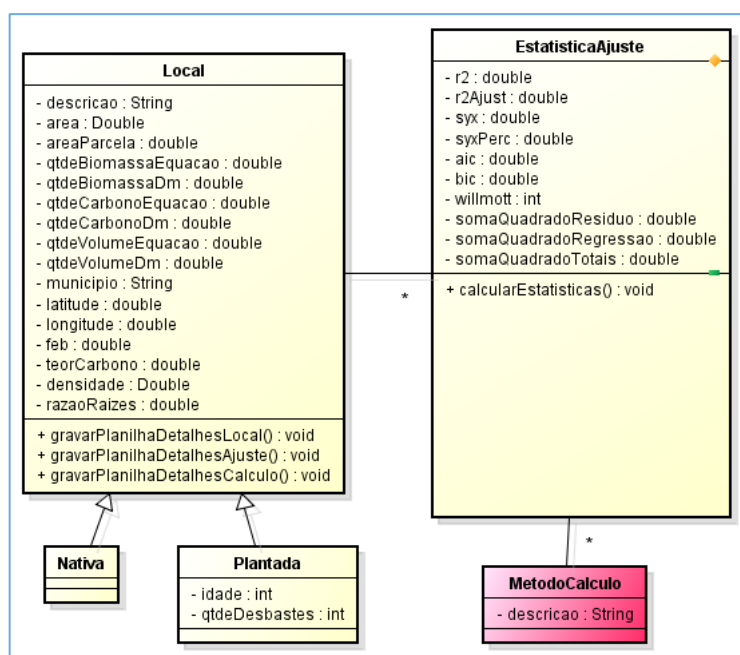 Local
- descricao : String
- area : Double
- areaParcela : double
- qtdeBiomassaEquacao : double
- qtdeBiomassaDm : double
- qtdeCarbonoEquacao : double
- qtdeCarbonoDm : double
- qtdeVolumeEquacao : double
- qtdeVolumeDm : double
- municipio : String
- latitude : double
- longitude : double
- feb : double
- teorCarbono : double
- densidade : Double
- razaoRaizes : double
+ gravarPlanilhaDetalhesLocal() : void
+ gravarPlanilhaDetalhesAjuste() : void
+ gravarPlanilhaDetalhesCalculo() : void
EstatisticaAjuste
- r2 : double
- r2Ajust : double
- syx : double
- syxPerc : double
- aic : double
- bic : double
- willmott : int
- somaQuadradoResiduo : double
- somaQuadradoRegressao : double
- somaQuadradoTotais : double
+ calcularEstatisticas() : void
*
Nativa
Plantada
- idade : int
- qtdeDesbastes : int
*
MetodoCalculo
- descricao : String